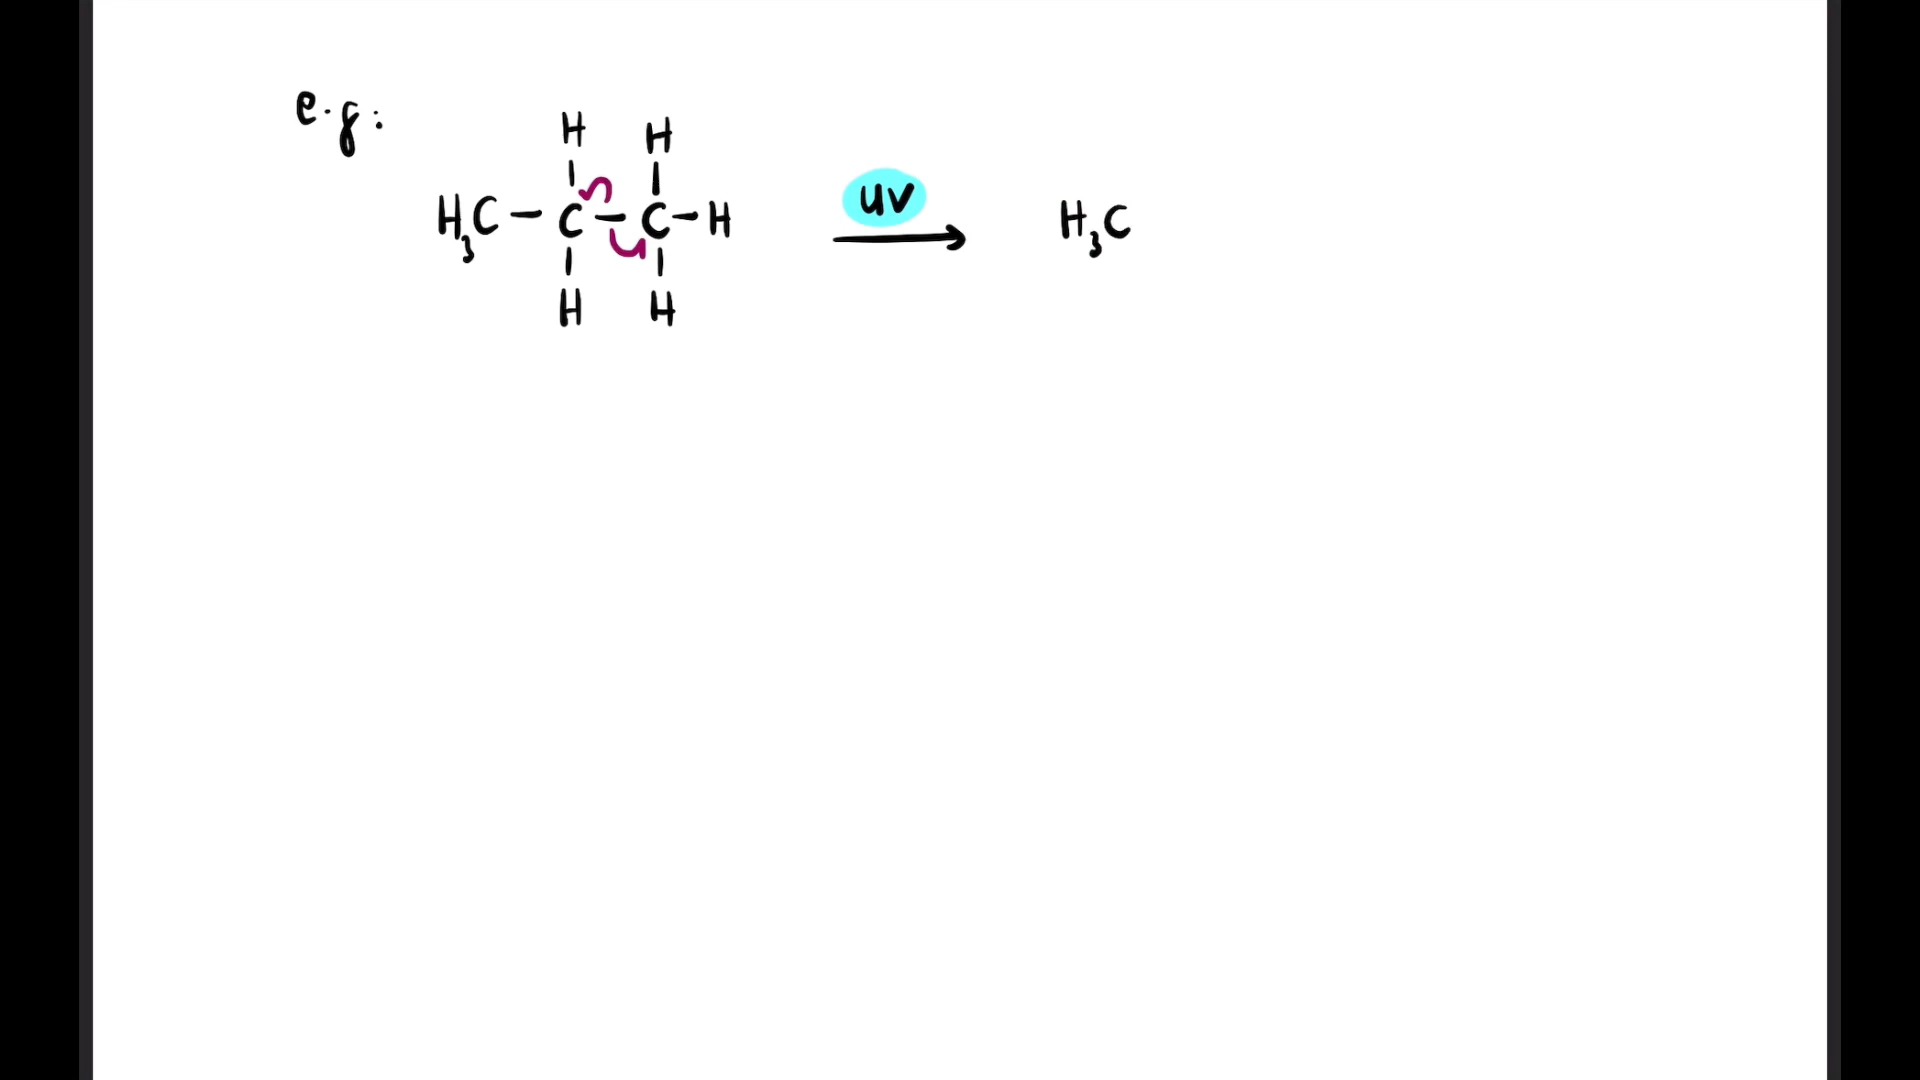 e.g:
H H
H₃C – C – C – H uv H₃C
H H